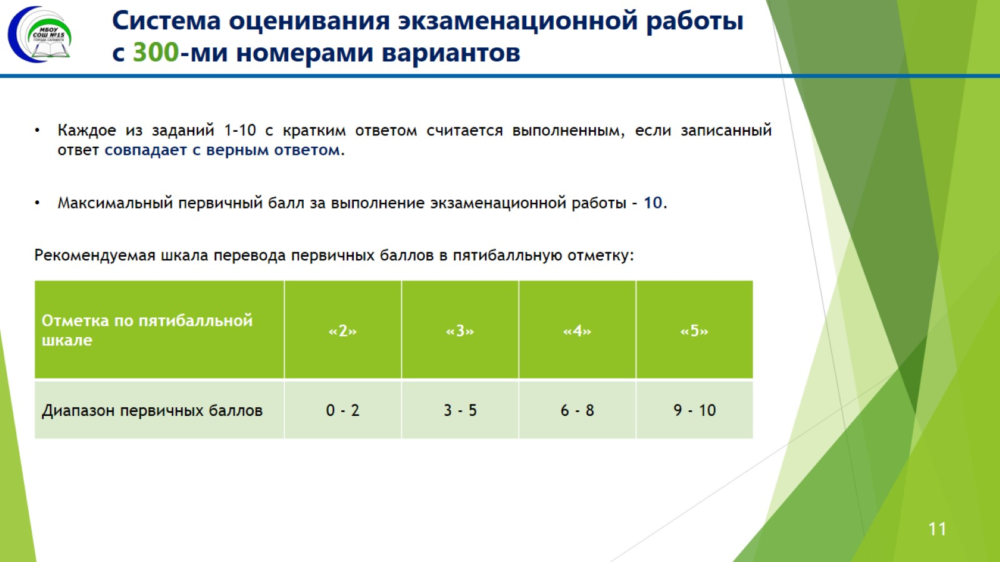 МБОУ
СОШ №15
ГОРОДА САЛАВАТА
Система оценивания экзаменационной работы
с 300-ми номерами вариантов
• Каждое из заданий 1-10 с кратким ответом считается выполненным, если записанный
ответ совпадает с верным ответом.
• Максимальный первичный балл за выполнение экзаменационной работы – 10.
Рекомендуемая шкала перевода первичных баллов в пятибалльную отметку:
Отметка по пятибалльной
шкале
«2» «3» «4» «5»
Диапазон первичных баллов 0 - 2 3 - 5 6 - 8 9 - 10
11